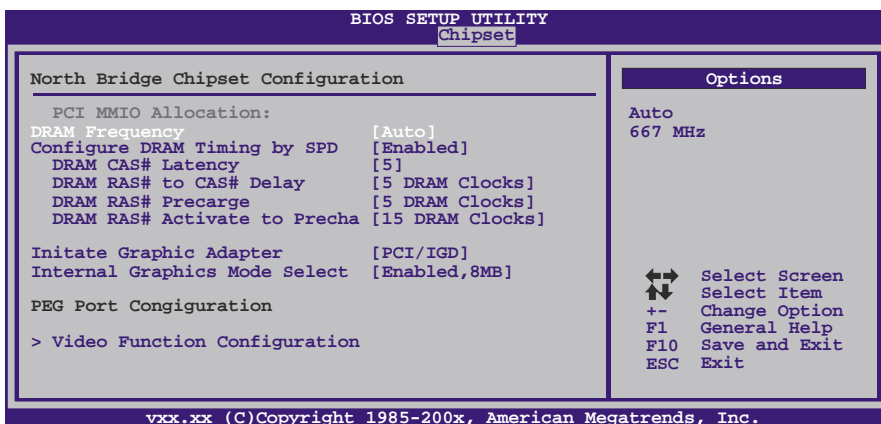 BIOS SETUP UTILITY
Chipset
North Bridge Chipset Configuration
PCI MMIO Allocation:
DRAM Frequency [Auto]
Configure DRAM Timing by SPD [Enabled]
DRAM CAS# Latency [5]
DRAM RAS# to CAS# Delay [5 DRAM Clocks]
DRAM RAS# Precarge [5 DRAM Clocks]
DRAM RAS# Activate to Precha [15 DRAM Clocks]
Initate Graphic Adapter [PCI/IGD]
Internal Graphics Mode Select [Enabled,8MB]
PEG Port Congiguration
> Video Function Configuration
Options
Auto
667 MHz
Select Screen
Select Item
+- Change Option
F1 General Help
F10 Save and Exit
ESC Exit
vxx.xx (C)Copyright 1985-200x, American Megatrends, Inc.